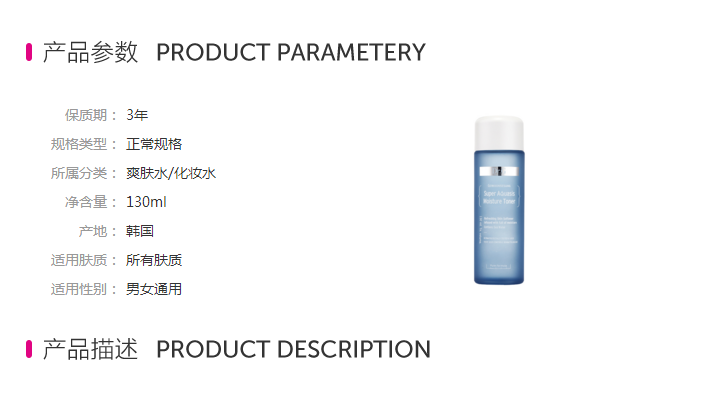 产品参数 PRODUCT PARAMETERY
保质期： 3年
规格类型： 正常规格
所属分类： 爽肤水/化妆水
净含量： 130ml
产地： 韩国
适用肤质： 所有肤质
适用性别： 男女通用
Moisture Toner
产品描述 PRODUCT DESCRIPTION